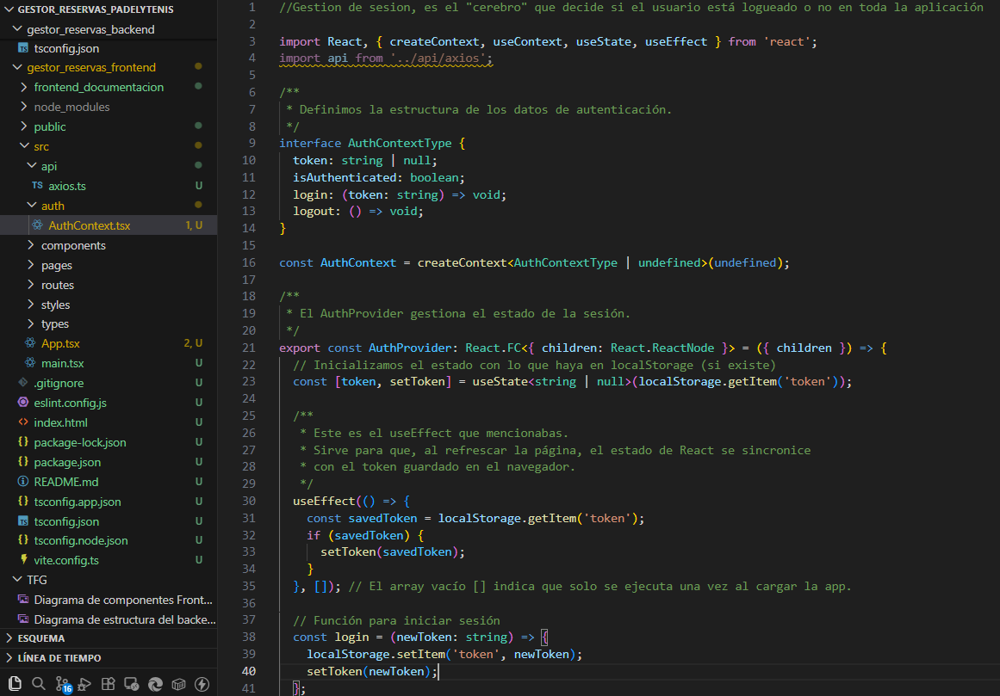 GESTOR_RESERVAS_PADELYTENIS
gestor_reservas_backend
TS tsconfig.json
gestor_reservas_frontend
frontend_documentacion
node_modules
public
src
api
TS axios.ts U
auth
AuthContext.tsx 1, U
components
pages
routes
styles
types
App.tsx 2, U
main.tsx U
.gitignore U
eslint.config.js U
index.html U
package-lock.json U
package.json U
README.md U
tsconfig.app.json U
TS tsconfig.json U
tsconfig.node.json U
vite.config.ts U
TFG
Diagrama de componentes Front...
Diagrama de estructura del backe...
ESQUEMA
LÍNEA DE TIEMPO
16
1 //Gestion de sesion, es el "cerebro" que decide si el usuario está logueado o no en toda la aplicación
2
3 import React, { createContext, useContext, useState, useEffect } from 'react';
4 import api from '../api/axios';
5
6 /**
7  * Definimos la estructura de los datos de autenticación.
8  */
9 interface AuthContextType {
10   token: string | null;
11   isAuthenticated: boolean;
12   login: (token: string) => void;
13   logout: () => void;
14 }
15
16 const AuthContext = createContext<AuthContextType | undefined>(undefined);
17
18 /**
19  * El AuthProvider gestiona el estado de la sesión.
20  */
21 export const AuthProvider: React.FC<{ children: React.ReactNode }> = ({ children }) => {
22   // Inicializamos el estado con lo que haya en localStorage (si existe)
23   const [token, setToken] = useState<string | null>(localStorage.getItem('token'));
24
25   /**
26    * Este es el useEffect que mencionabas.
27    * Sirve para que, al refrescar la página, el estado de React se sincronice
28    * con el token guardado en el navegador.
29    */
30   useEffect(() => {
31     const savedToken = localStorage.getItem('token');
32     if (savedToken) {
33       setToken(savedToken);
34     }
35   }, []); // El array vacío [] indica que solo se ejecuta una vez al cargar la app.
36
37   // Función para iniciar sesión
38   const login = (newToken: string) => {
39     localStorage.setItem('token', newToken);
40     setToken(newToken);
41   };